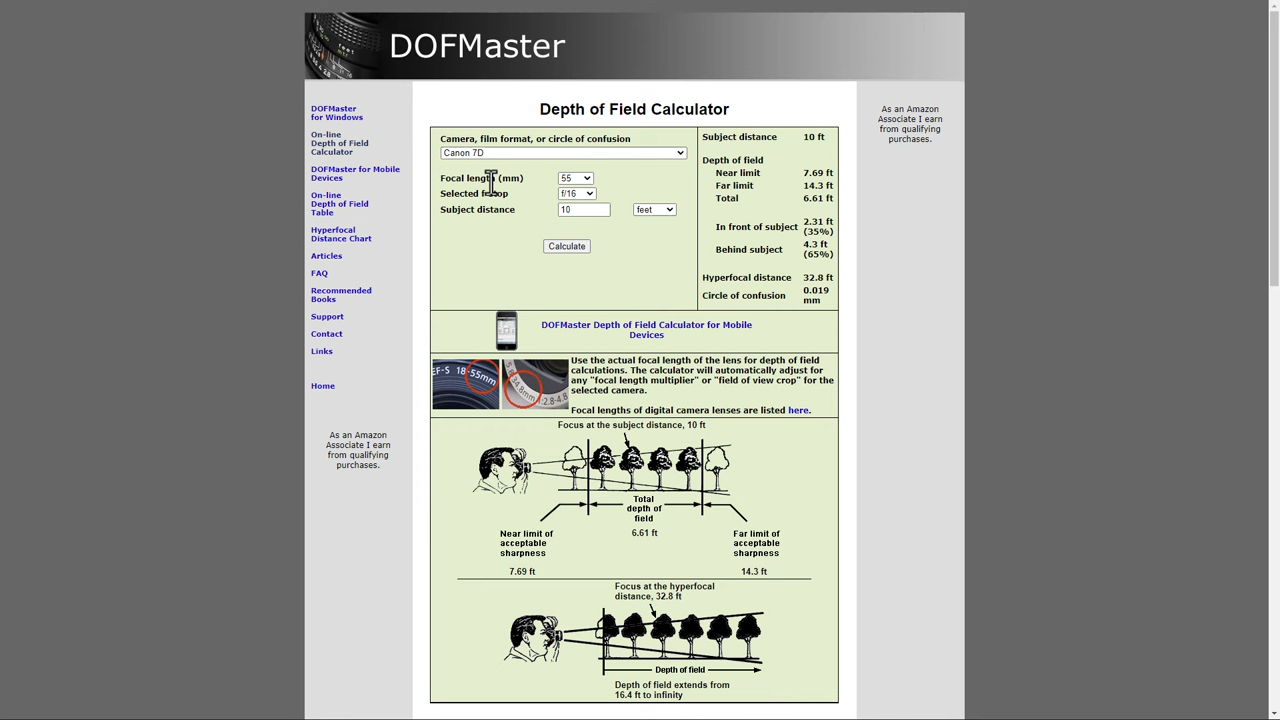 DOFMaster
DOFMaster
for Windows
On-line
Depth of Field
Calculator
DOFMaster for Mobile
Devices
On-line
Depth of Field
Table
Hyperfocal
Distance Chart
Articles
FAQ
Recommended
Books
Support
Contact
Links
Home
As an Amazon
Associate I earn
from qualifying
purchases.
Depth of Field Calculator
Camera, film format, or circle of confusion
Canon 7D
Focal length (mm)
55
Selected f-stop
f/16
Subject distance
10
feet
Calculate
Subject distance 10 ft
Depth of field
Near limit 7.69 ft
Far limit 14.3 ft
Total 6.61 ft
In front of subject 2.31 ft
(35%)
Behind subject 4.3 ft
(65%)
Hyperfocal distance 32.8 ft
Circle of confusion 0.019
mm
DOFMaster Depth of Field Calculator for Mobile
Devices
EF-S 18-55mm
34.8mm
1:2.8-4.8
Use the actual focal length of the lens for depth of field
calculations. The calculator will automatically adjust for
any "focal length multiplier" or "field of view crop" for the
selected camera.
Focal lengths of digital camera lenses are listed here.
Focus at the subject distance, 10 ft
Total
depth of
field
6.61 ft
Near limit of
acceptable
sharpness
7.69 ft
Far limit of
acceptable
sharpness
14.3 ft
Focus at the hyperfocal
distance, 32.8 ft
Depth of field
Depth of field extends from
16.4 ft to infinity
As an Amazon
Associate I earn
from qualifying
purchases.